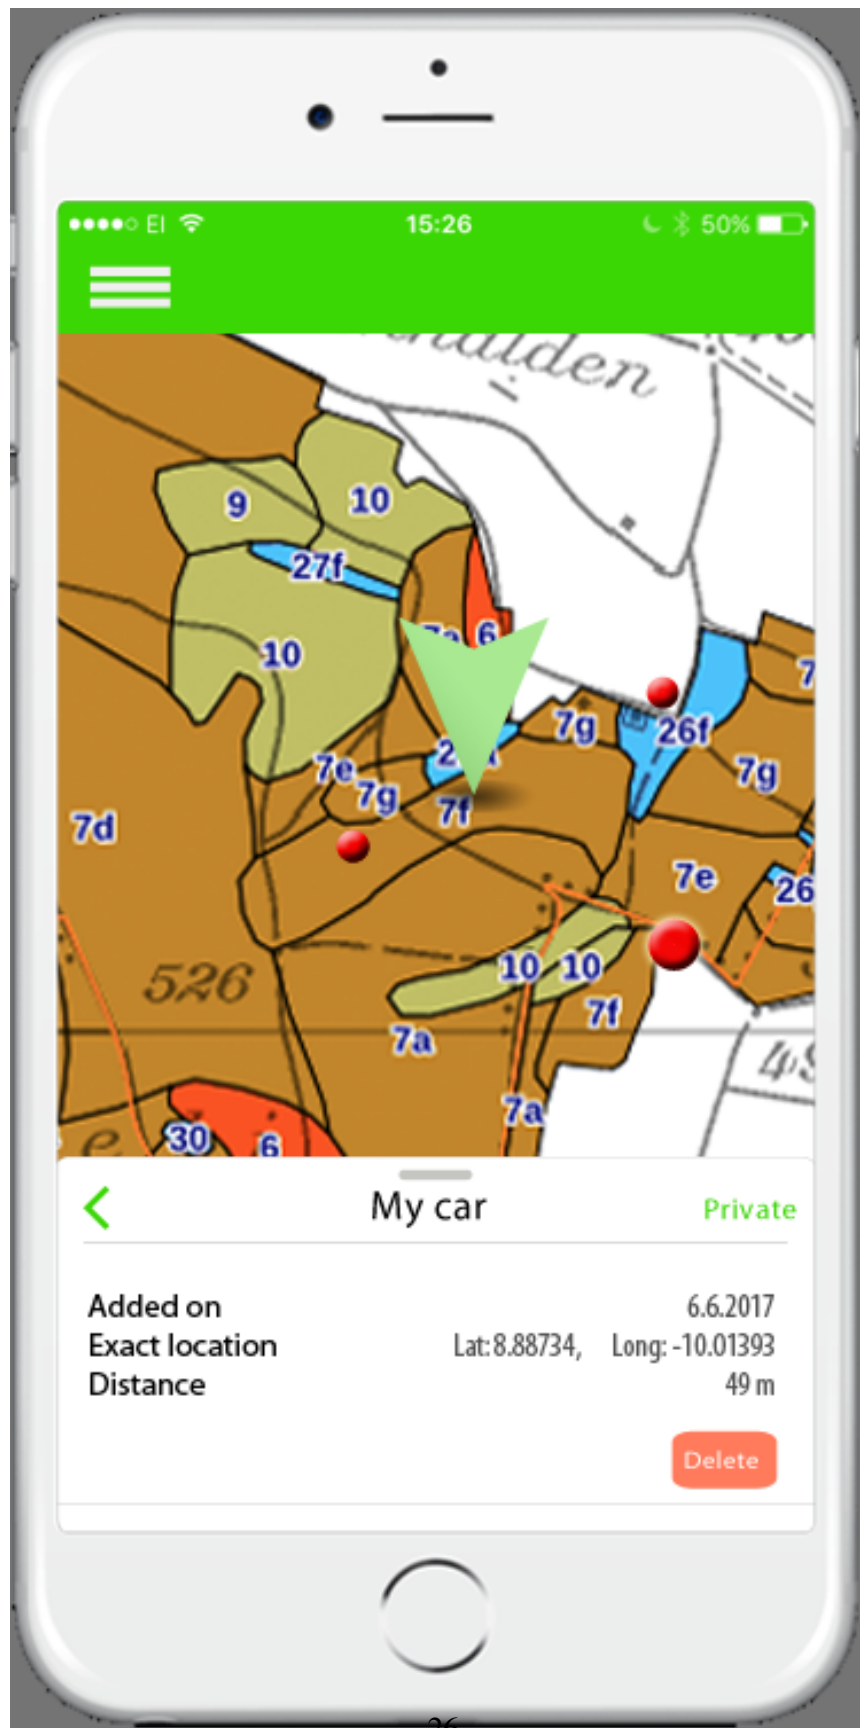 EI
15:26
50%
halden
9
10
27f
10
6
7
7g
26f
7g
7e
7g
7f
7d
7e
26
526
10
10
7f
7a
7a
30
6
e
My car
Private
Added on
6.6.2017
Exact location
Lat:8.88734, Long: -10.01393
Distance
49 m
Delete